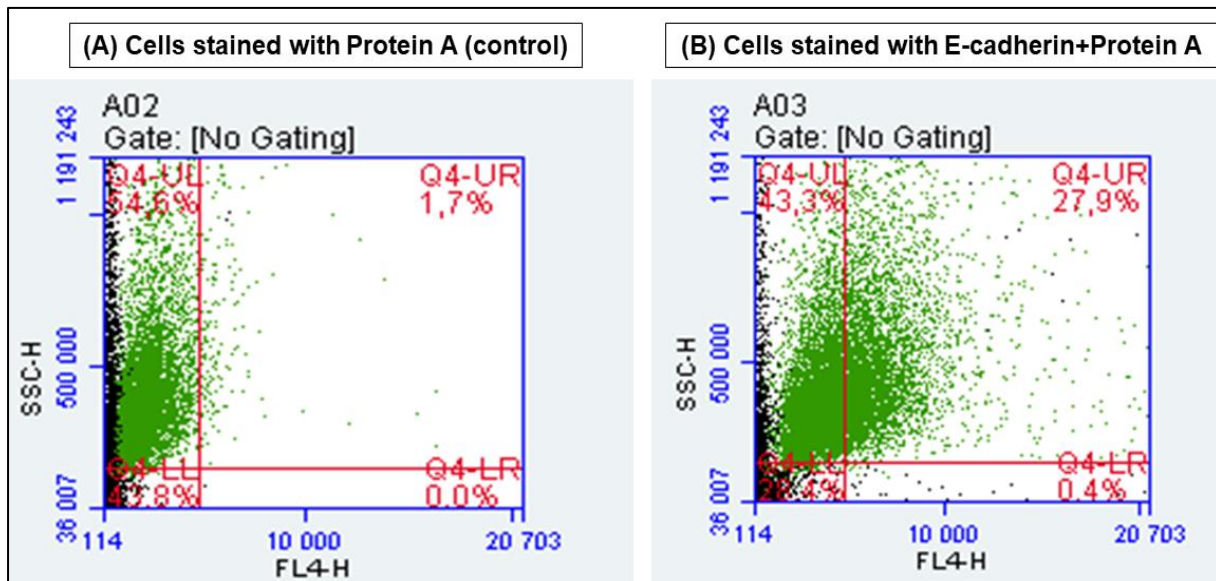 (A) Cells stained with Protein A (control)
A02
Gate: [No Gating]
1 191 243
Q4-UL
54,6%
Q4-UR
1,7%
SSC-H
500 000
Q4-LL
43,8%
Q4-LR
0.0%
36 007
114
10 000
20 703
FL4-H
(B) Cells stained with E-cadherin+Protein A
A03
Gate: [No Gating]
1 191 243
Q4-UL
43,3%
Q4-UR
27,9%
SSC-H
500 000
Q4-LL
Q4-LR
0.4%
36 007
114
10 000
20 703
FL4-H